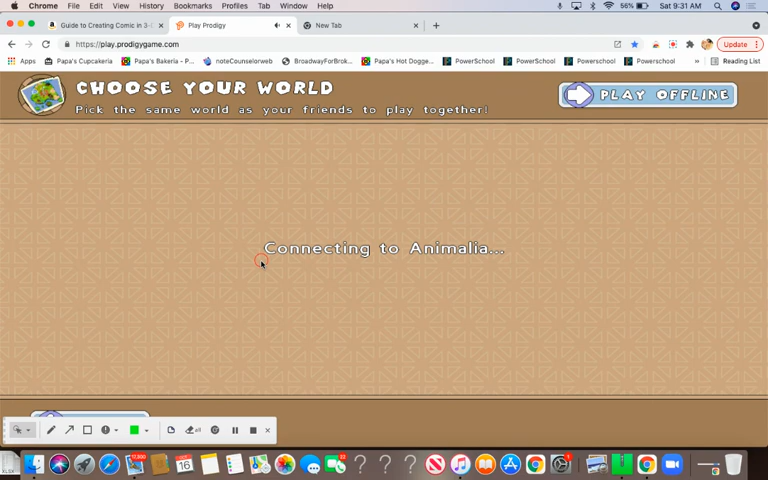 Chrome File Edit View History Bookmarks Profiles Tab Window Help 56% Sat 9:31 AM
Guide to Creating Comic in 3- Play Prodigy New Tab
https://play.prodigygame.com Update
Apps Papa's Cupcakeria Papa's Bakeria - P... noteCounselorweb BroadwayForBrok... Papa's Hot Dogge... PowerSchool PowerSchool Powerschool Powerschool Reading List
CHOOSE YOUR WORLD
Pick the same world as your friends to play together!
PLAY OFFLINE
Connecting to Animalia...
all
OCT
16